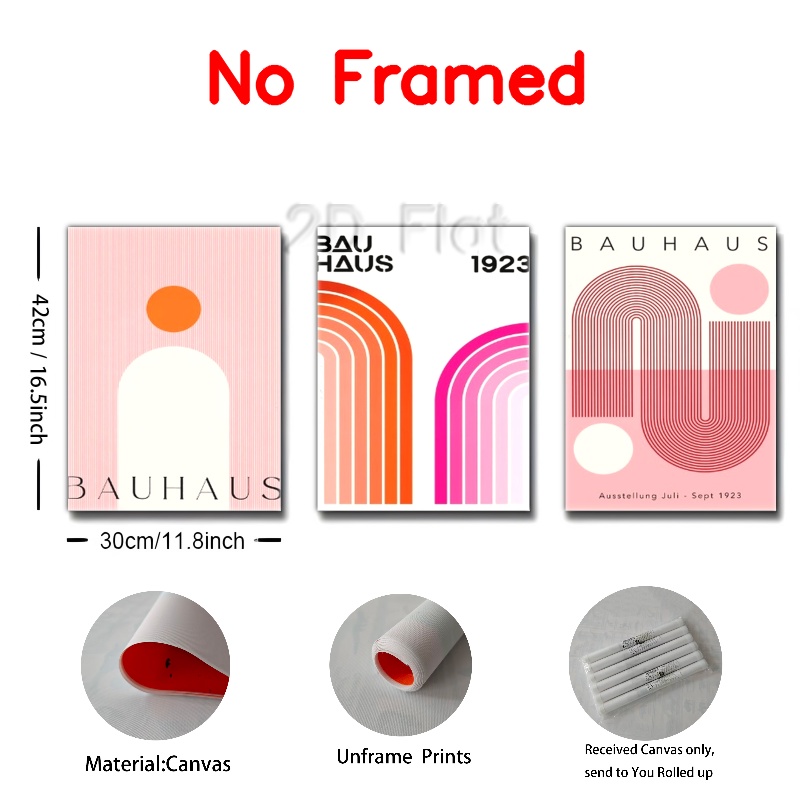 No Framed
2D Flat
BAUHAUS
BAU
HAUS
1923
BAUHAUS
Ausstellung Juli - Sept 1923
42cm / 16.5inch
30cm/11.8inch
Material:Canvas
Unframe Prints
Received Canvas only,
send to You Rolled up